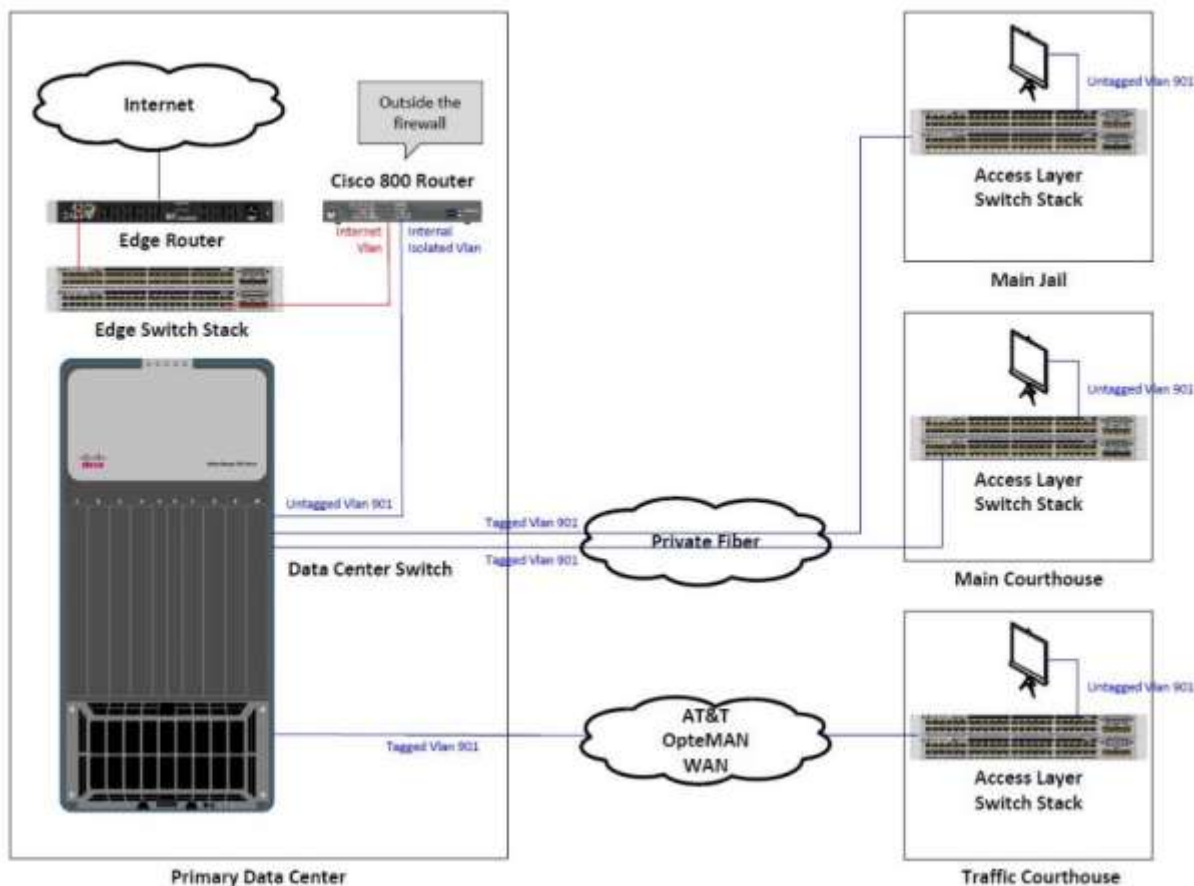 Internet
Outside the
firewall
Cisco 800 Router
Edge Router
Internet
Vlan
Internal
Isolated Vlan
Edge Switch Stack
cisco
Untagged Vlan 901
Tagged Vlan 901
Tagged Vlan 901
Data Center Switch
Private Fiber
Tagged Vlan 901
AT&T
OpteMAN
WAN
Primary Data Center
Untagged Vlan 901
Access Layer
Switch Stack
Main Jail
Untagged Vlan 901
Access Layer
Switch Stack
Main Courthouse
Untagged Vlan 901
Access Layer
Switch Stack
Traffic Courthouse